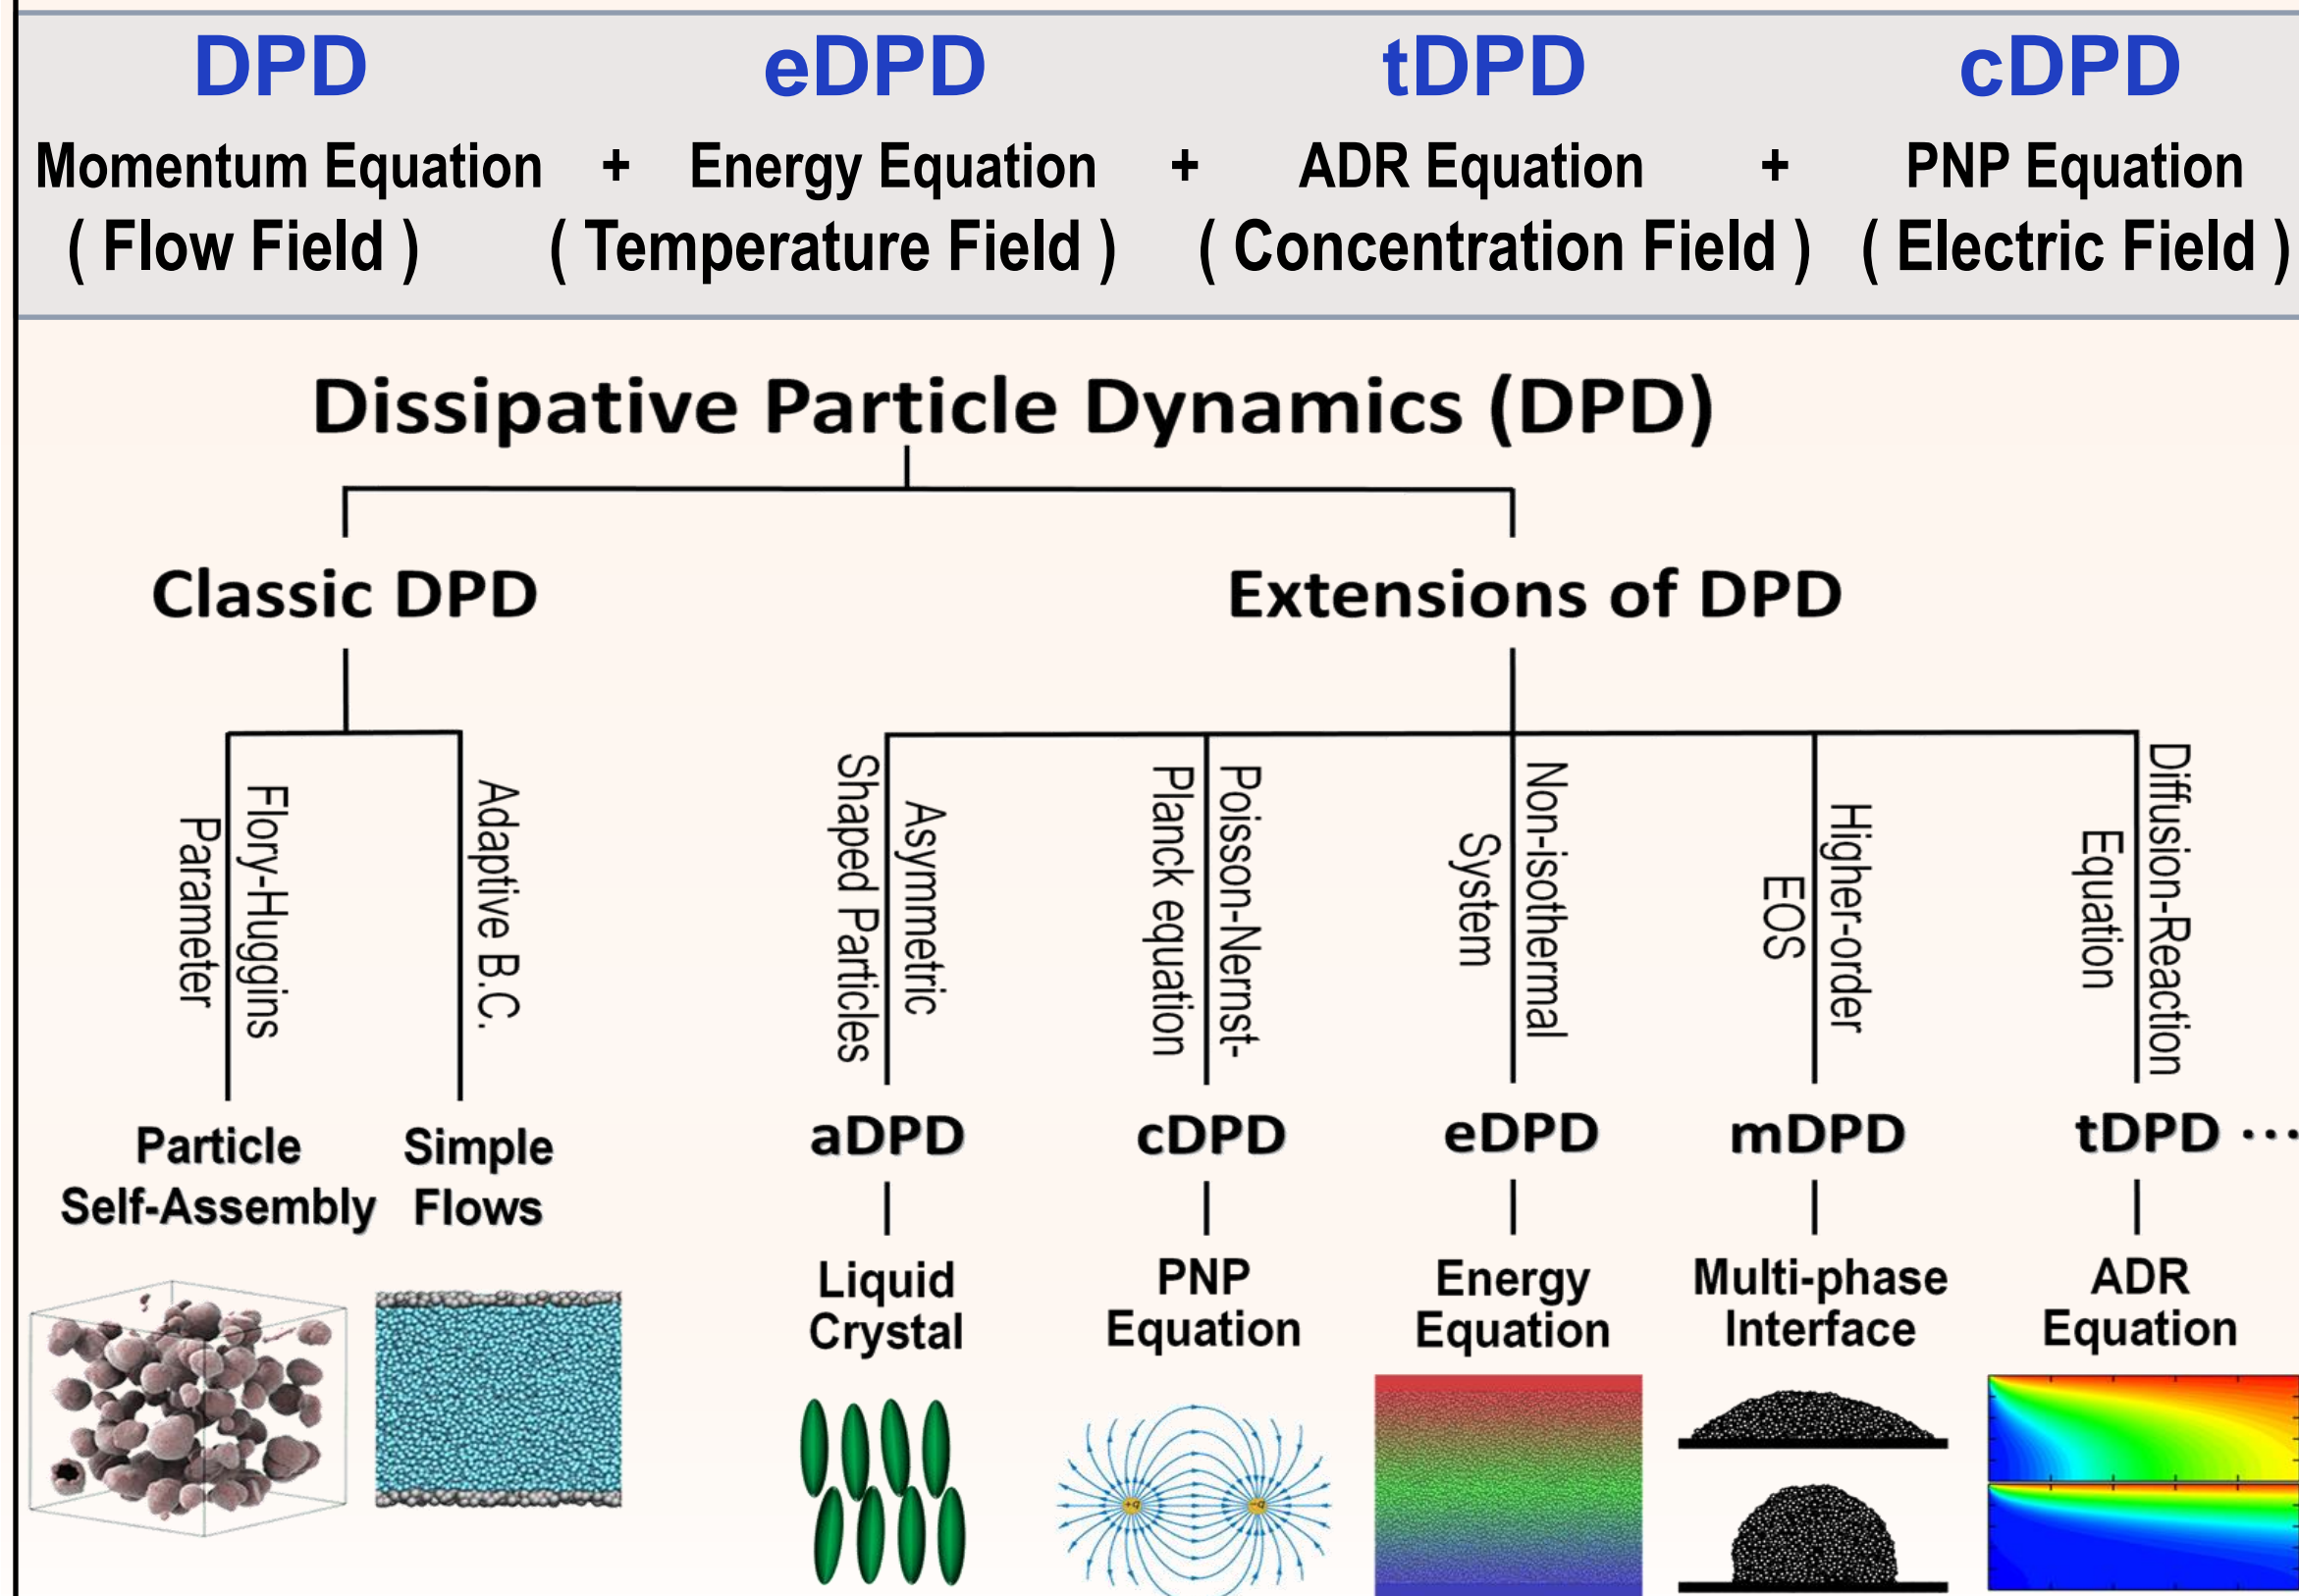 DPD eDPD tDPD cDPD
Momentum Equation + Energy Equation + ADR Equation + PNP Equation
( Flow Field ) ( Temperature Field ) ( Concentration Field ) ( Electric Field )
Dissipative Particle Dynamics (DPD)
Classic DPD
Extensions of DPD
Flory-Huggins
Parameter
Adaptive B.C.
Asymmetric
Shaped Particles
Poisson-Nernst-
Planck equation
Non-isothermal
System
Higher-order
EOS
Diffusion-Reaction
Equation
Particle
Self-Assembly
Simple
Flows
aDPD
cDPD
eDPD
mDPD
tDPD ...
Liquid
Crystal
PNP
Equation
Energy
Equation
Multi-phase
Interface
ADR
Equation
+q
-q